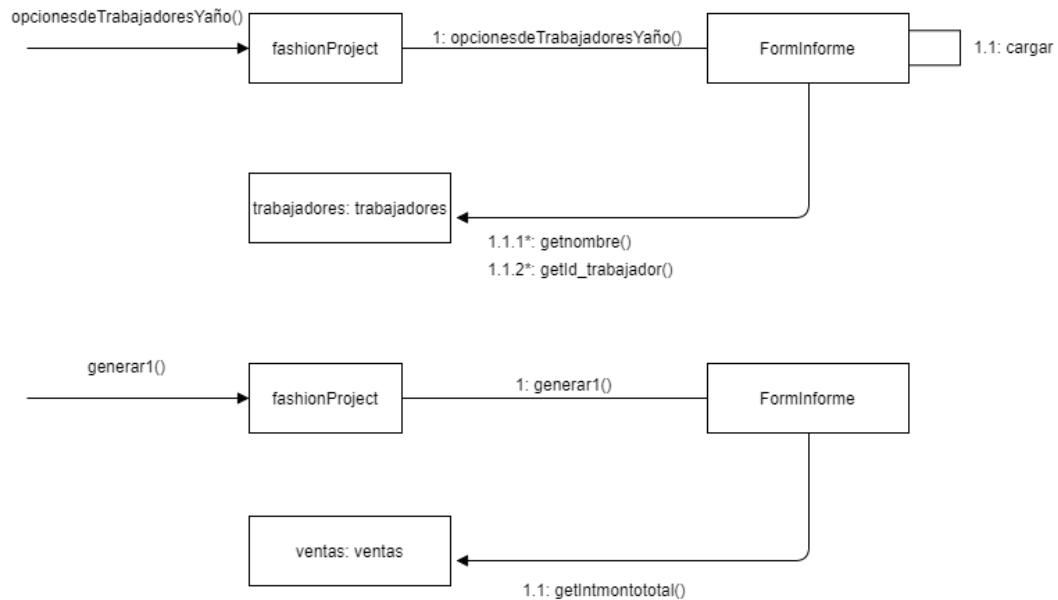 opcionesdeTrabajadoresYaño()
fashionProject
1: opcionesdeTrabajadoresYaño()
FormInforme
1.1: cargar
trabajadores: trabajadores
1.1.1*: getnombre()
1.1.2*: getId_trabajador()
generar1()
fashionProject
1: generar1()
FormInforme
ventas: ventas
1.1: getIntmontototal()